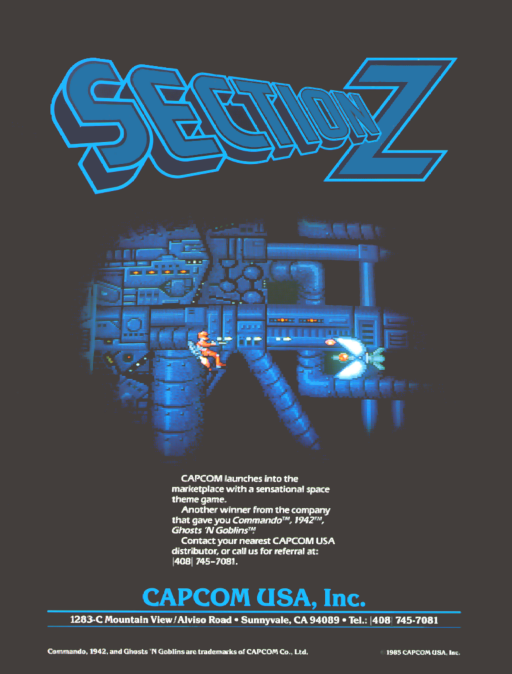 SECTION Z
CAPCOM launches into the
marketplace with a sensational space
theme game.
Another winner from the company
that gave you Commando™, 1942™,
Ghosts 'N Goblins™!
Contact your nearest CAPCOM USA
distributor, or call us for referral at:
(408) 745-7081.
CAPCOM USA, Inc.
1283-C Mountain View/Alviso Road • Sunnyvale, CA 94089 • Tel.: (408) 745-7081
Commando, 1942, and Ghosts 'N Goblins are trademarks of CAPCOM Co., Ltd. © 1985 CAPCOM USA, Inc.